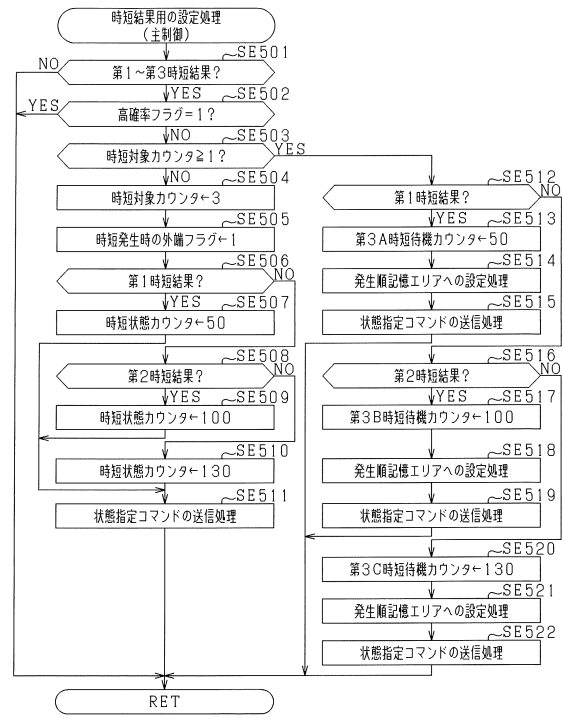 時短結果用の設定処理
(主制御)
SE501
NO
第1～第3時短結果?
YES
SE502
YES
高確率フラグ=1?
NO
SE503
時短対象カウンタ≧1?
YES
NO
SE504
時短対象カウンタ←3
SE505
時短発生時の外端フラグ←1
SE506
第1時短結果?
NO
YES
SE507
時短状態カウンタ←50
SE508
第2時短結果?
NO
YES
SE509
時短状態カウンタ←100
SE510
時短状態カウンタ←130
SE511
状態指定コマンドの送信処理
SE512
第1時短結果?
NO
YES
SE513
第3A時短待機カウンタ←50
SE514
発生順記憶エリアへの設定処理
SE515
状態指定コマンドの送信処理
SE516
第2時短結果?
NO
YES
SE517
第3B時短待機カウンタ←100
SE518
発生順記憶エリアへの設定処理
SE519
状態指定コマンドの送信処理
SE520
第3C時短待機カウンタ←130
SE521
発生順記憶エリアへの設定処理
SE522
状態指定コマンドの送信処理
RET